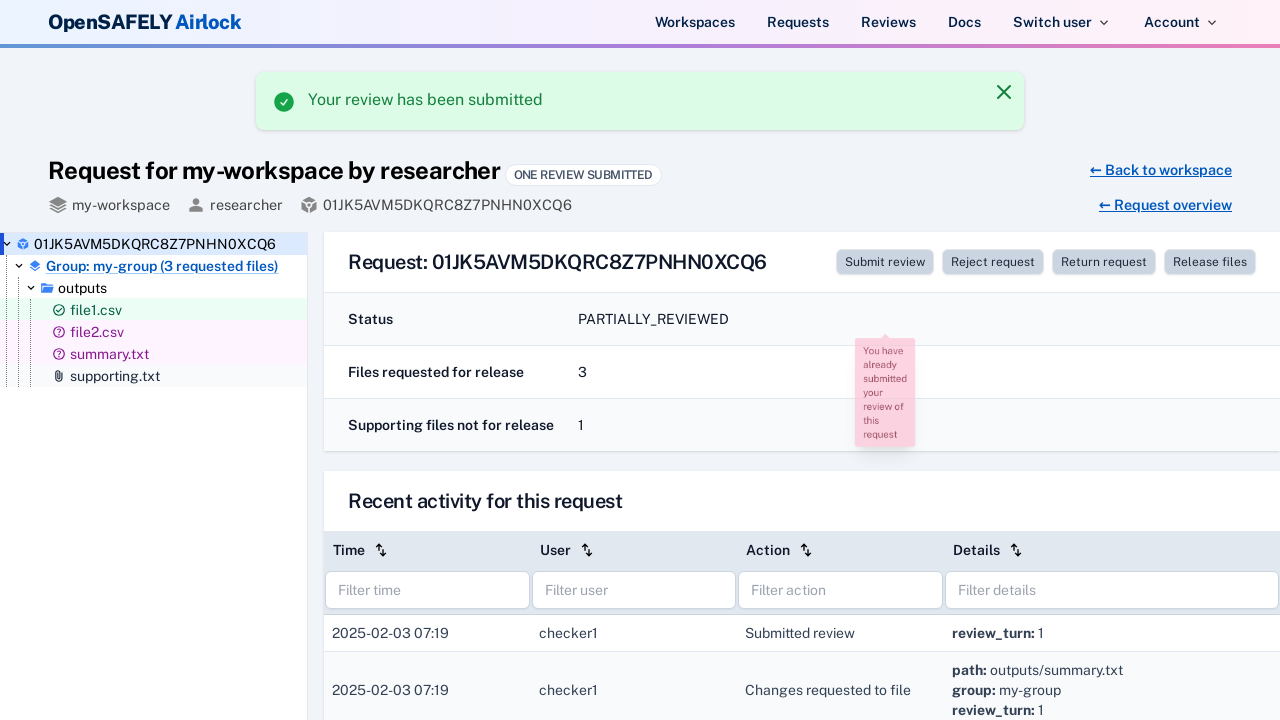 OpenSAFELY Airlock
Workspaces
Requests
Reviews
Docs
Switch user
Account
Your review has been submitted
Request for my-workspace by researcher
ONE REVIEW SUBMITTED
← Back to workspace
my-workspace
researcher
01JK5AVM5DKQRC8Z7PNHN0XCQ6
← Request overview
01JK5AVM5DKQRC8Z7PNHN0XCQ6
Group: my-group (3 requested files)
outputs
file1.csv
file2.csv
summary.txt
supporting.txt
Request: 01JK5AVM5DKQRC8Z7PNHN0XCQ6
Submit review
Reject request
Return request
Release files
Status PARTIALLY_REVIEWED
Files requested for release 3
Supporting files not for release 1
You have
already
submitted
your
review of
this
request
Recent activity for this request
Time User Action Details
Filter time Filter user Filter action Filter details
2025-02-03 07:19 checker1 Submitted review review_turn: 1
2025-02-03 07:19 checker1 Changes requested to file path: outputs/summary.txt
group: my-group
review_turn: 1